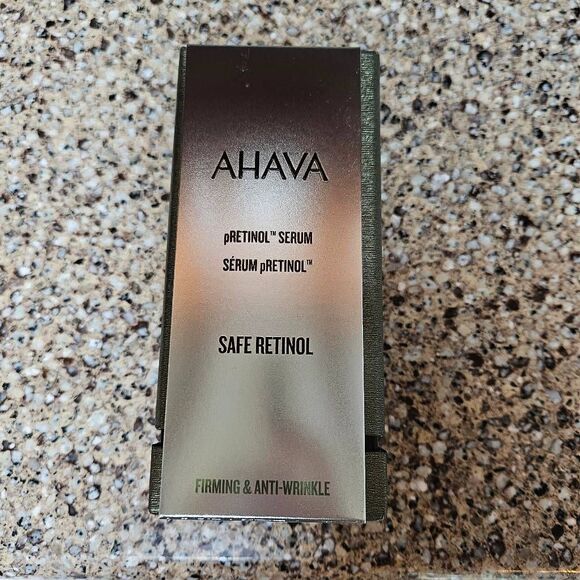 AHAVA
pRETINOL™ SERUM
SÉRUM pRETINOL™
SAFE RETINOL
FIRMING & ANTI-WRINKLE